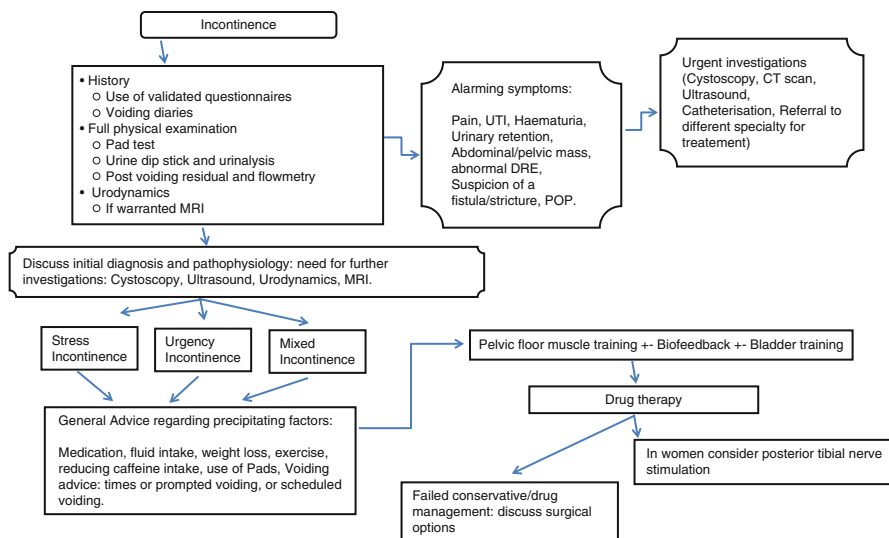 Incontinence
• History
o Use of validated questionnaires
o Voiding diaries
• Full physical examination
o Pad test
o Urine dip stick and urinalysis
o Post voiding residual and flowmetry
• Urodynamics
o If warranted MRI
Alarming symptoms:
Pain, UTI, Haematuria,
Urinary retention,
Abdominal/pelvic mass,
abnormal DRE,
Suspicion of a
fistula/stricture, POP.
Urgent investigations
(Cystoscopy, CT scan,
Ultrasound,
Catheterisation, Referral to
different specialty for
treatement)
Discuss initial diagnosis and pathophysiology: need for further
investigations: Cystoscopy, Ultrasound, Urodynamics, MRI.
Stress
Incontinence
Urgency
Incontinence
Mixed
Incontinence
General Advice regarding precipitating factors:
Medication, fluid intake, weight loss, exercise,
reducing caffeine intake, use of Pads, Voiding
advice: times or prompted voiding, or scheduled
voiding.
Pelvic floor muscle training +- Biofeedback +- Bladder training
Drug therapy
In women consider posterior tibial nerve
stimulation
Failed conservative/drug
management: discuss surgical
options